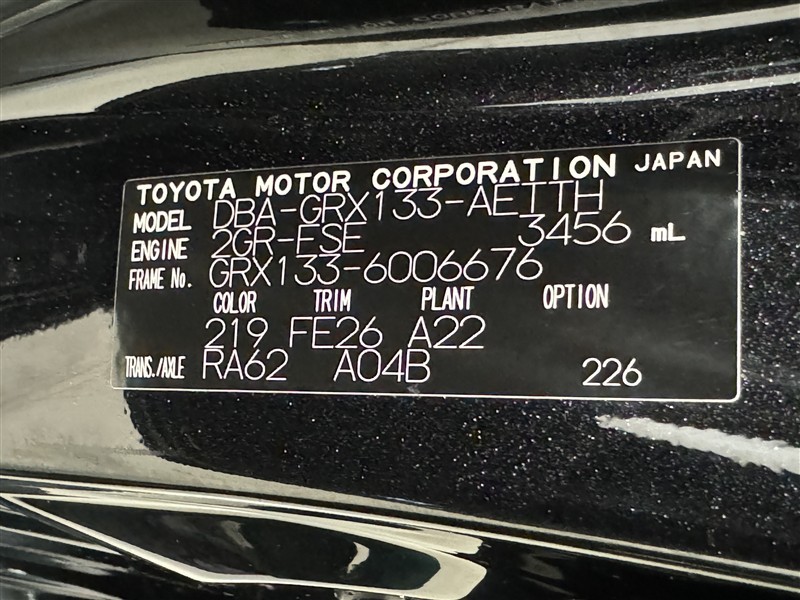 TOYOTA MOTOR CORPORATION JAPAN
MODEL DBA-GRX133-AETTH
ENGINE 2GR-FSE 3456 mL
FRAME No. GRX133-6006676
COLOR TRIM PLANT OPTION
219 FE26 A22
TRANS./AXLE RA62 A04B 226